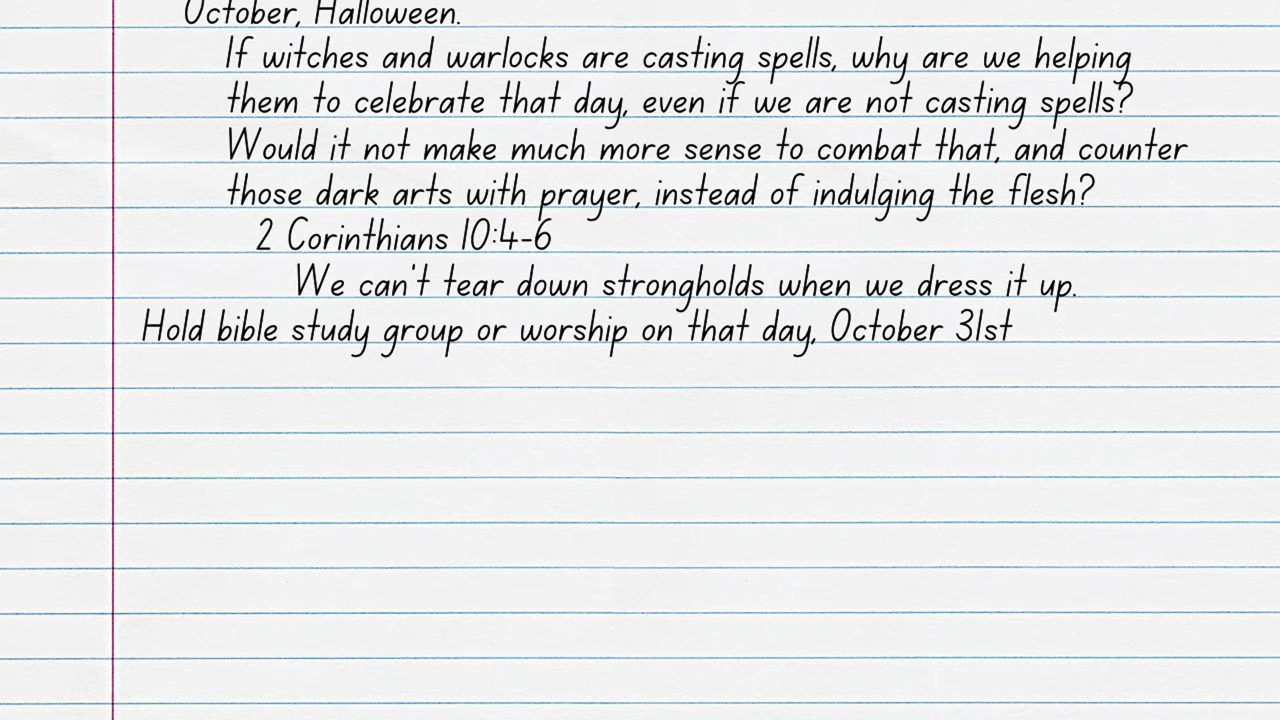 October, Halloween.
If witches and warlocks are casting spells, why are we helping
them to celebrate that day, even if we are not casting spells?
Would it not make much more sense to combat that, and counter
those dark arts with prayer, instead of indulging the flesh?
2 Corinthians 10:4-6
We can't tear down strongholds when we dress it up.
Hold bible study group or worship on that day, October 31st